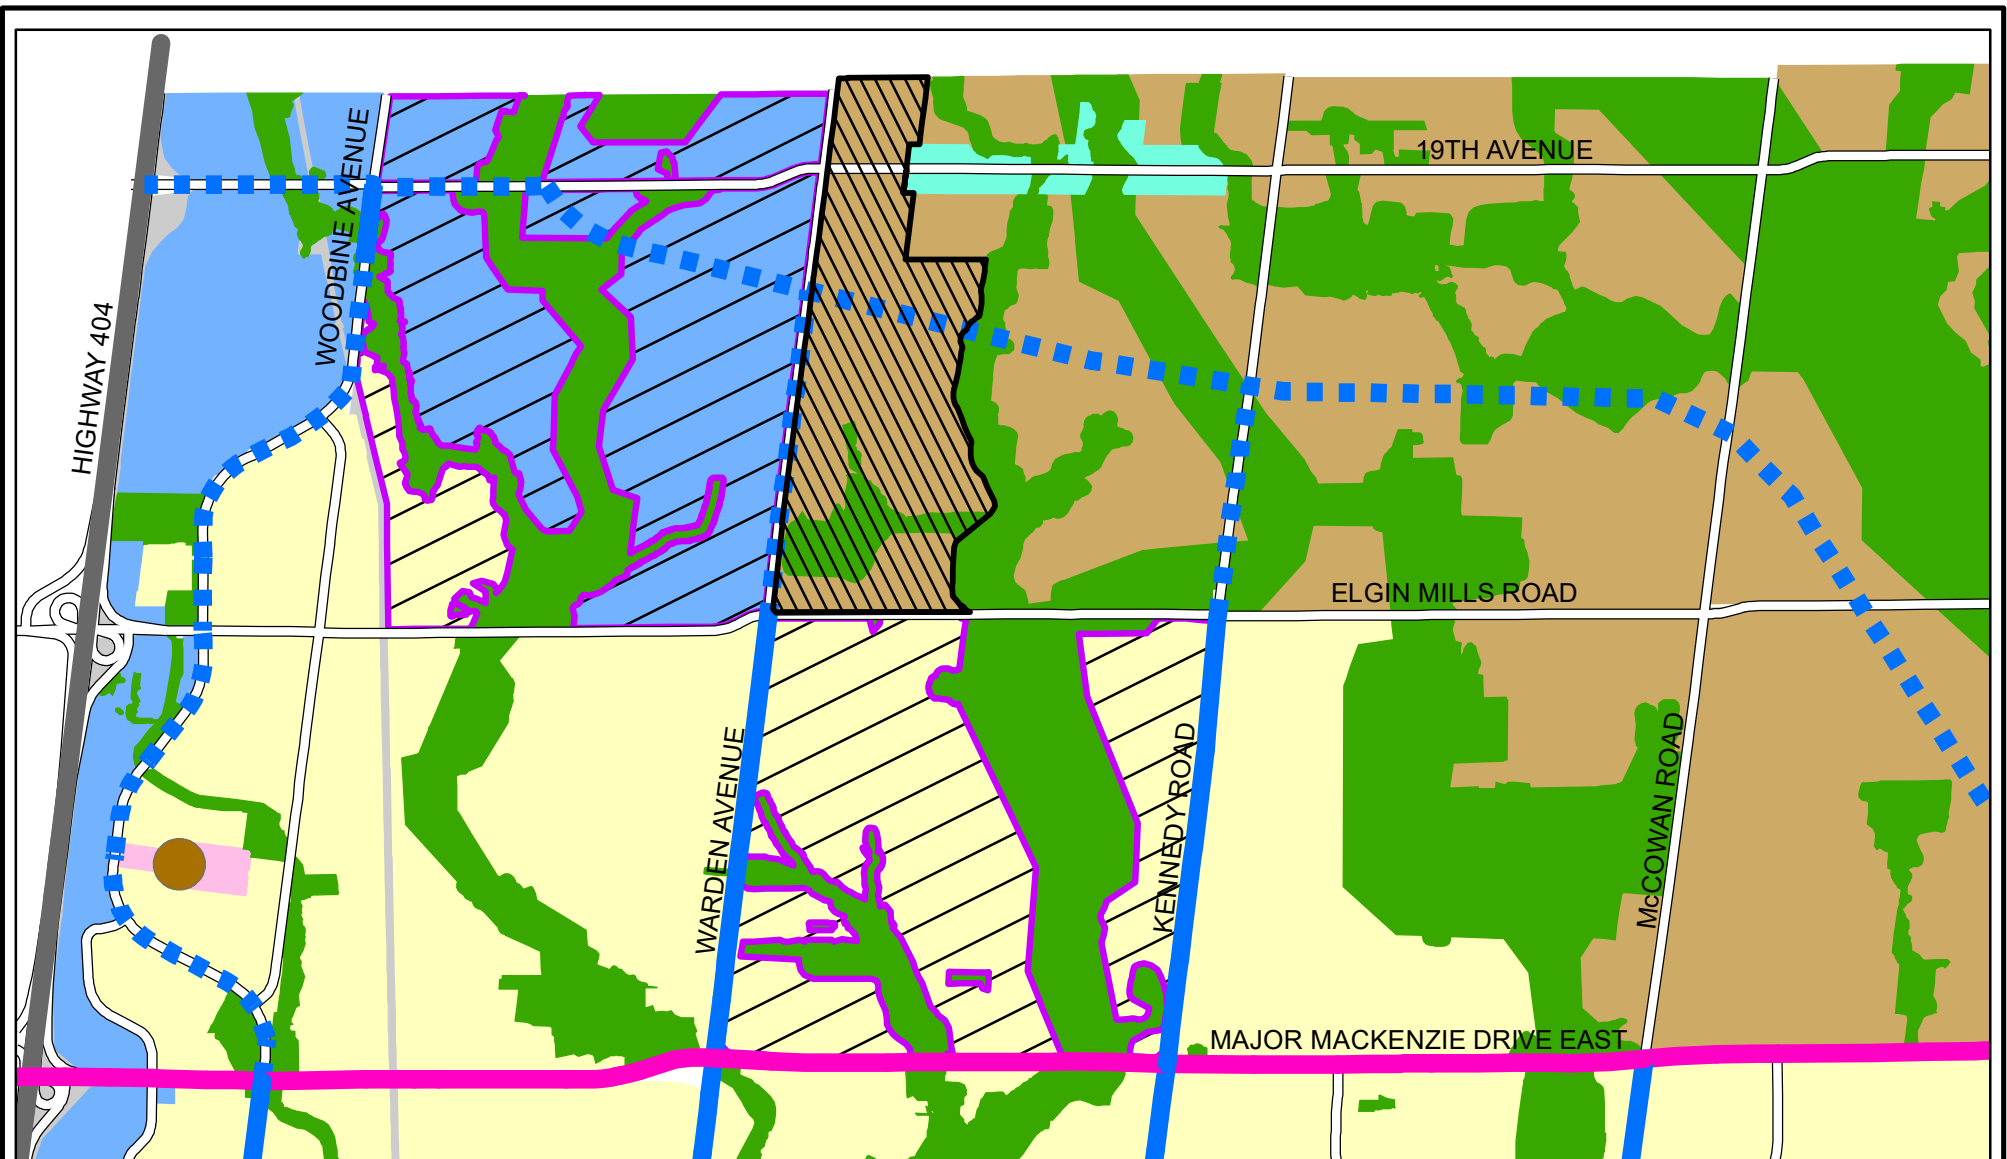 19TH AVENUE
WOODBINE AVENUE
HIGHWAY 404
ELGIN MILLS ROAD
WARDEN AVENUE
KENNEDY ROAD
McCOWAN ROAD
MAJOR MACKENZIE DRIVE EAST